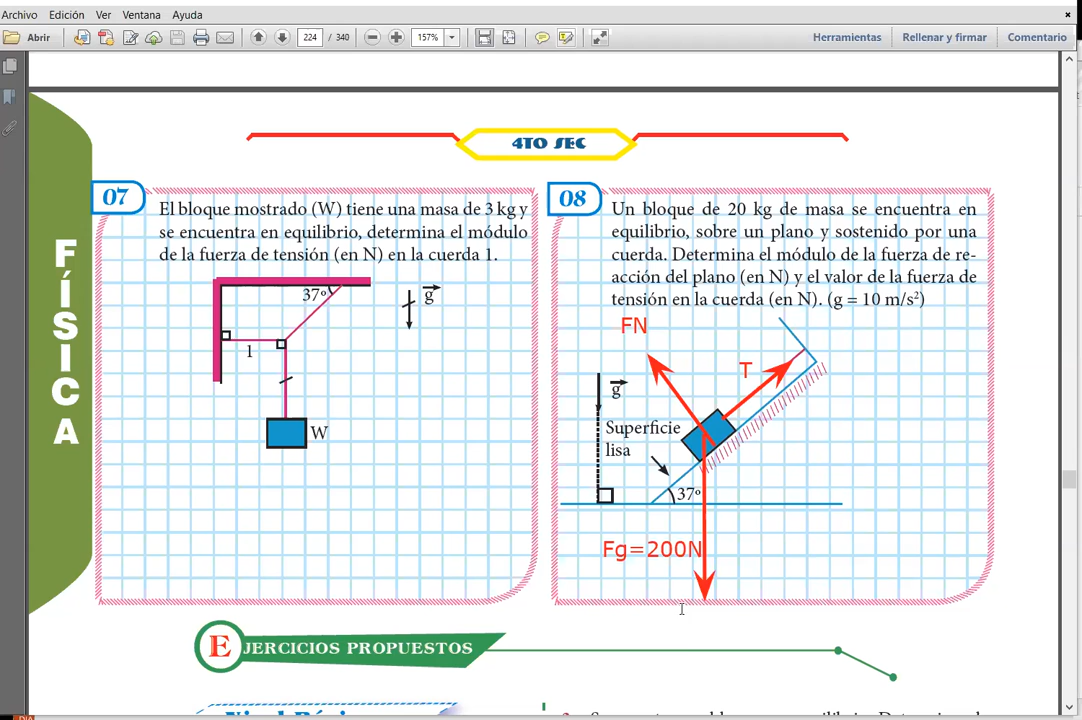 Archivo Edición Ver Ventana Ayuda ×
Abrir 224 / 340 157% Herramientas Rellenar y firmar Comentario
4TO SEC
FÍSICA
07
El bloque mostrado (W) tiene una masa de 3 kg y
se encuentra en equilibrio, determina el módulo
de la fuerza de tensión (en N) en la cuerda 1.
37º
g
1
W
08
Un bloque de 20 kg de masa se encuentra en
equilibrio, sobre un plano y sostenido por una
cuerda. Determina el módulo de la fuerza de re-
acción del plano (en N) y el valor de la fuerza de
tensión en la cuerda (en N). (g = 10 m/s²)
FN
T
g
Superficie
lisa
37º
Fg=200N
EJERCICIOS PROPUESTOS